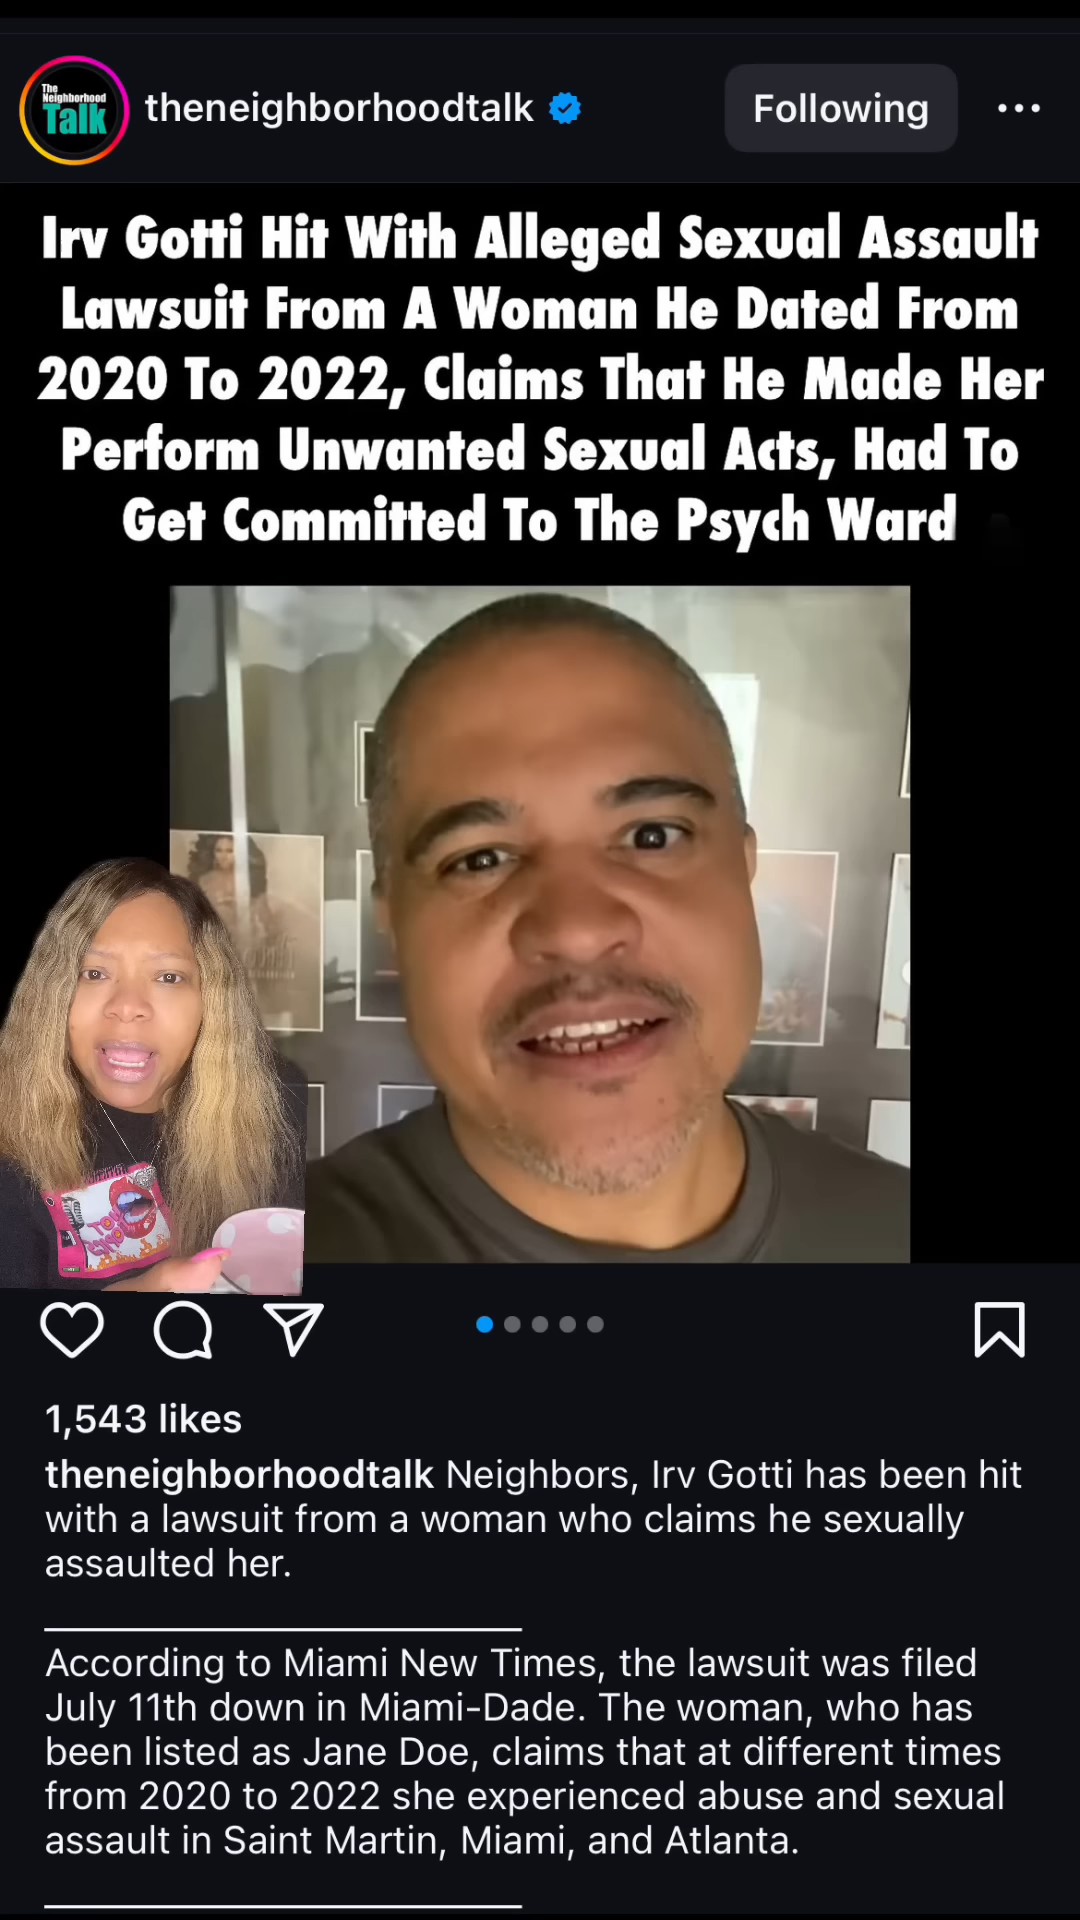 The
Neighborhood
Talk
theneighborhoodtalk
Following
Irv Gotti Hit With Alleged Sexual Assault
Lawsuit From A Woman He Dated From
2020 To 2022, Claims That He Made Her
Perform Unwanted Sexual Acts, Had To
Get Committed To The Psych Ward
1,543 likes
theneighborhoodtalk Neighbors, Irv Gotti has been hit
with a lawsuit from a woman who claims he sexually
assaulted her.
According to Miami New Times, the lawsuit was filed
July 11th down in Miami-Dade. The woman, who has
been listed as Jane Doe, claims that at different times
from 2020 to 2022 she experienced abuse and sexual
assault in Saint Martin, Miami, and Atlanta.